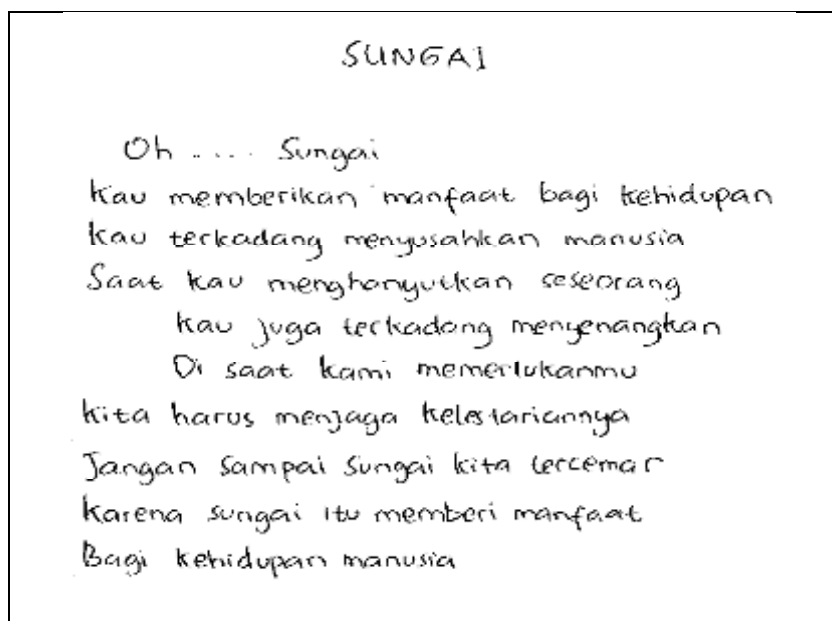 SUNGAI
Oh ..... Sungai
Kau memberikan manfaat bagi kehidupan
Kau terkadang menyusahkan manusia
Saat kau menghanyutkan seseorang
Kau juga terkadang menyenangkan
Di saat kami memerlukanmu
Kita harus menjaga kelestariannya
Jangan sampai sungai kita tercemar
Karena sungai itu memberi manfaat
Bagi kehidupan manusia